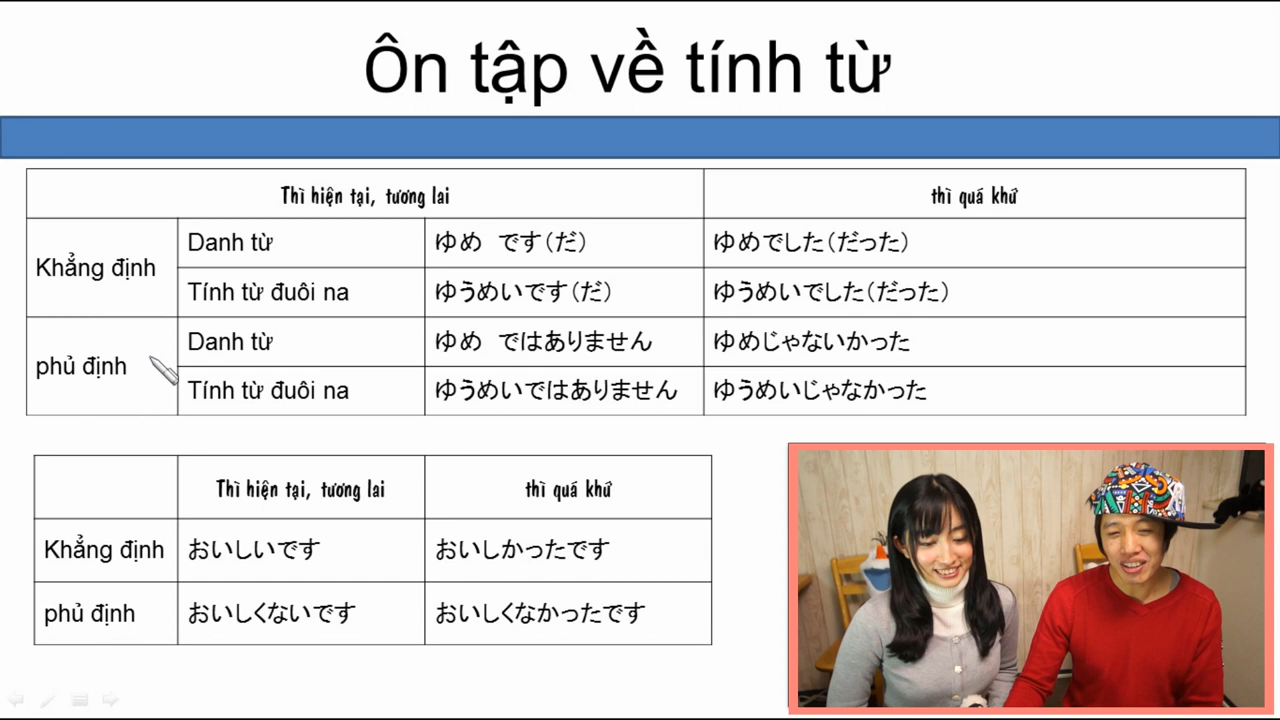 Ôn tập về tính từ
Thì hiện tại, tương lai thì quá khứ
Khẳng định
Danh từ ゆめ です(だ) ゆめでした(だった)
Tính từ đuôi na ゆうめいです(だ) ゆうめいでした(だった)
phủ định
Danh từ ゆめ ではありません ゆめじゃないかった
Tính từ đuôi na ゆうめいではありません ゆうめいじゃなかった
Thì hiện tại, tương lai thì quá khứ
Khẳng định おいしいです おいしかったです
phủ định おいしくないです おいしくなかったです